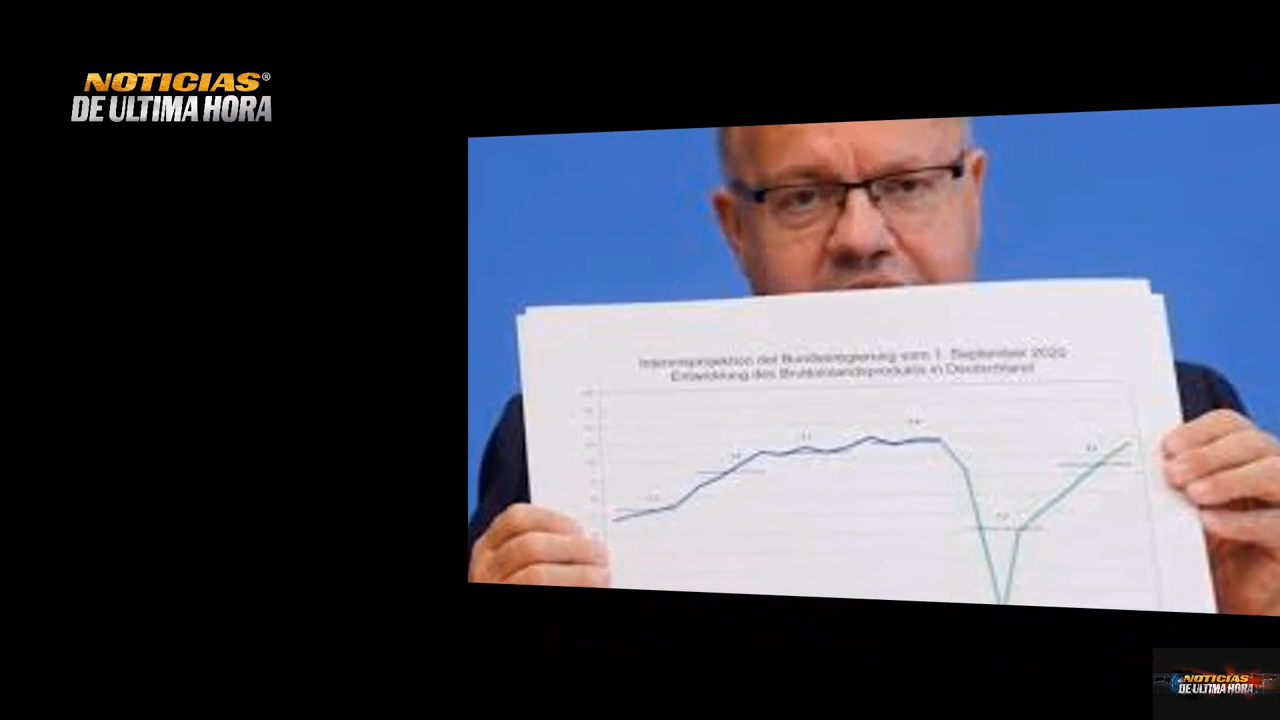 NOTICIAS®
DE ULTIMA HORA
Interimsprojektion der Bundesregierung vom 1. September 2020
Entwicklung des Bruttoinlandsprodukts in Deutschland
NOTICIAS
DE ULTIMA HORA